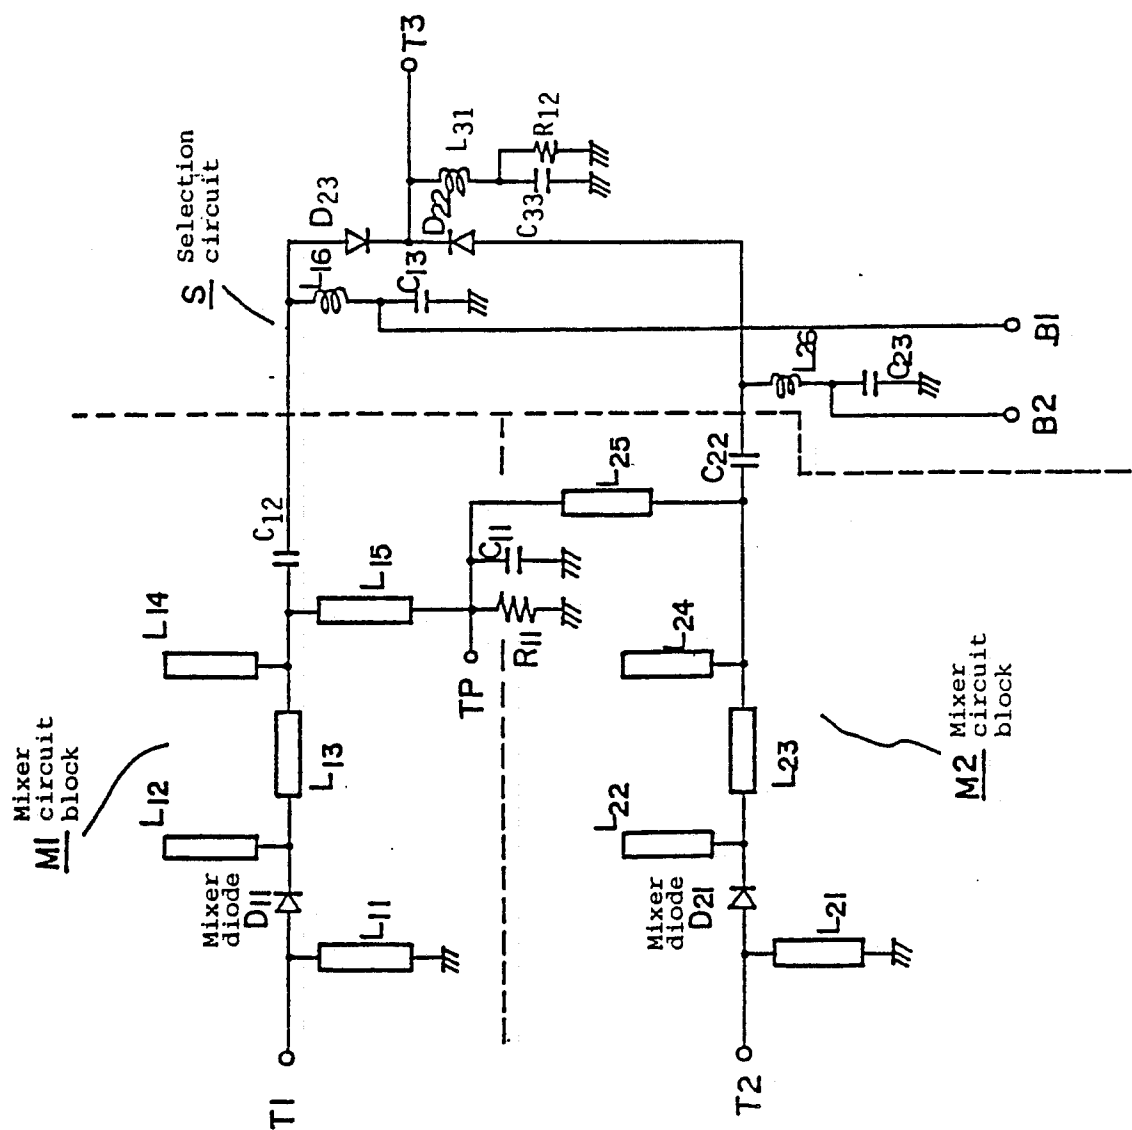 T1
T2
T3
Mixer
circuit
block
M1
L12
L14
Mixer
diode
D11
L11
L13
L15
C12
TP
R11
C11
L25
C22
S
Selection
circuit
D23
L16
C13
D22
L31
C33
R12
L26
C23
B1
B2
Mixer
diode
D21
L21
L22
L23
L24
M2
Mixer
circuit
block